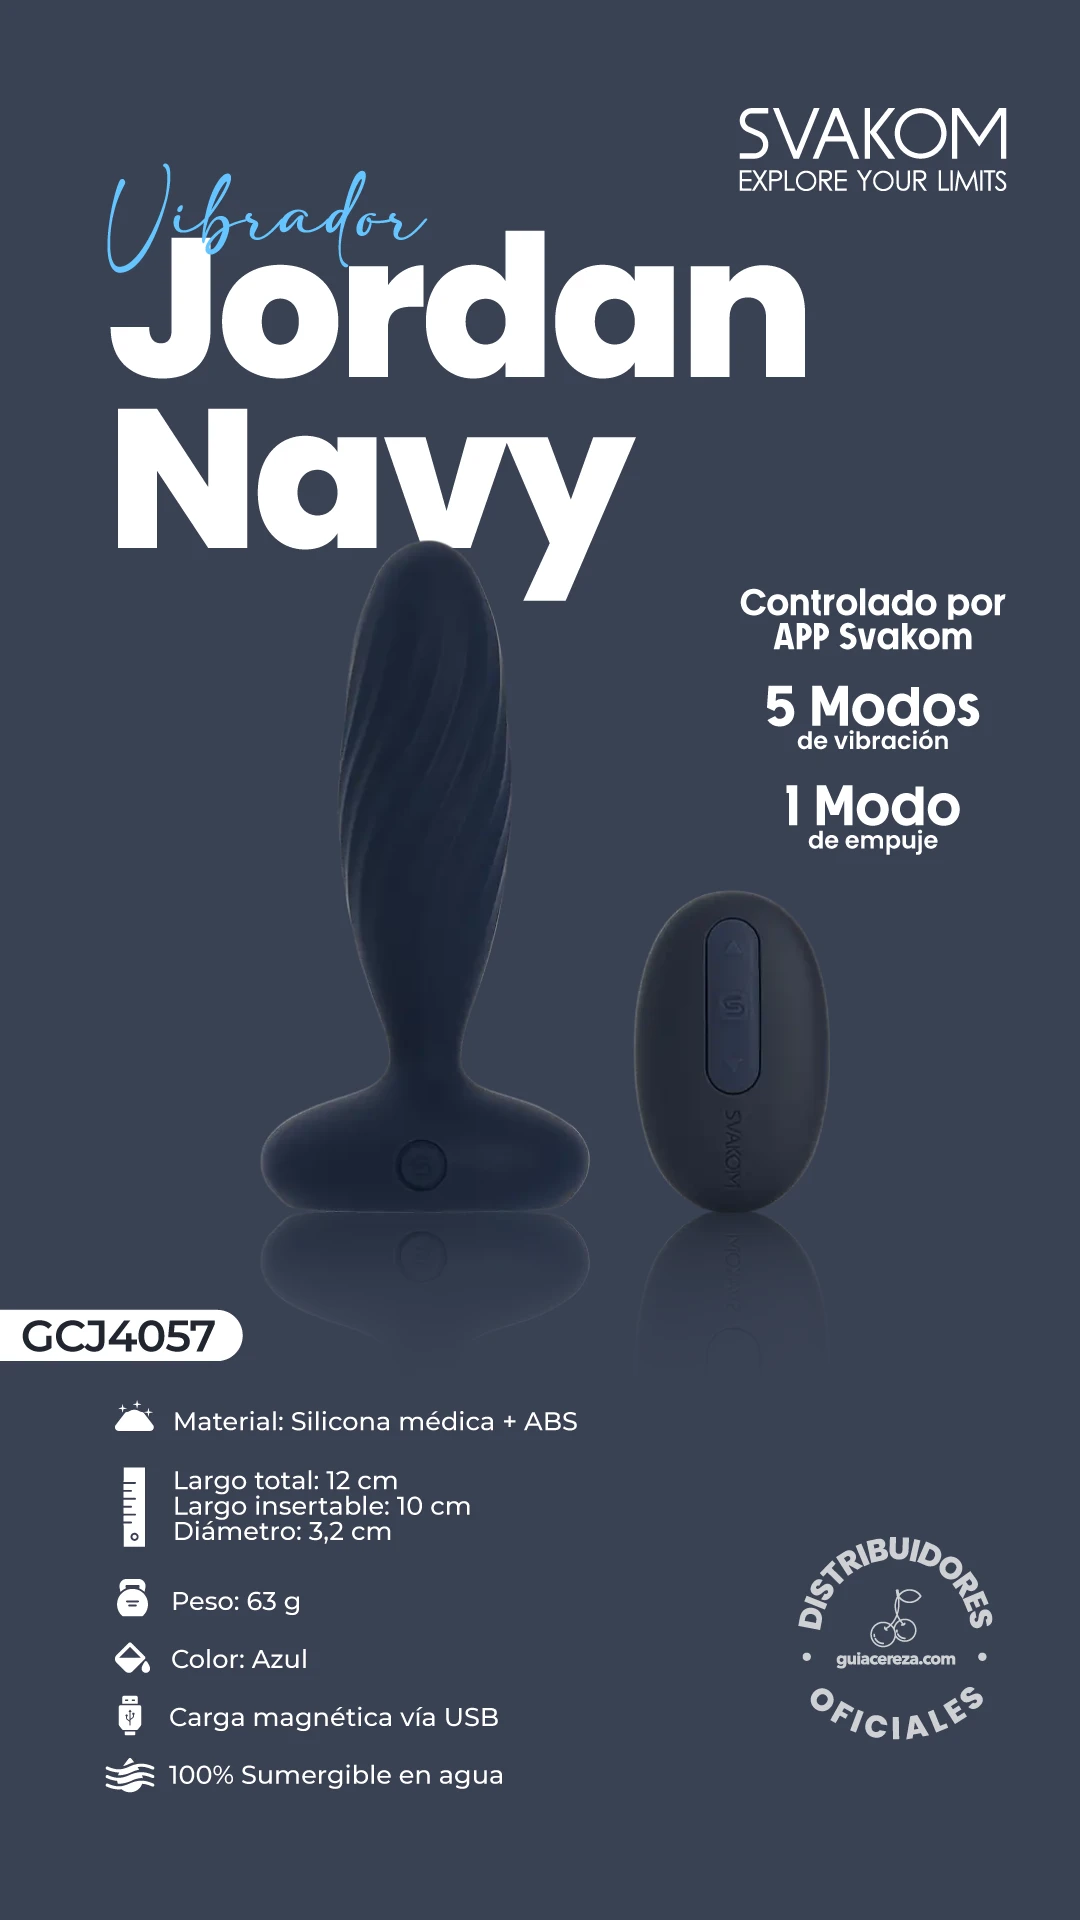 SVAKOM
EXPLORE YOUR LIMITS
Vibrador
Jordan
Navy
Controlado por
APP Svakom
5 Modos
de vibración
1 Modo
de empuje
SVAKOM
GCJ4057
Material: Silicona médica + ABS
Largo total: 12 cm
Largo insertable: 10 cm
Diámetro: 3,2 cm
Peso: 63 g
Color: Azul
Carga magnética vía USB
100% Sumergible en agua
DISTRIBUIDORES
guiacereza.com
OFICIALES